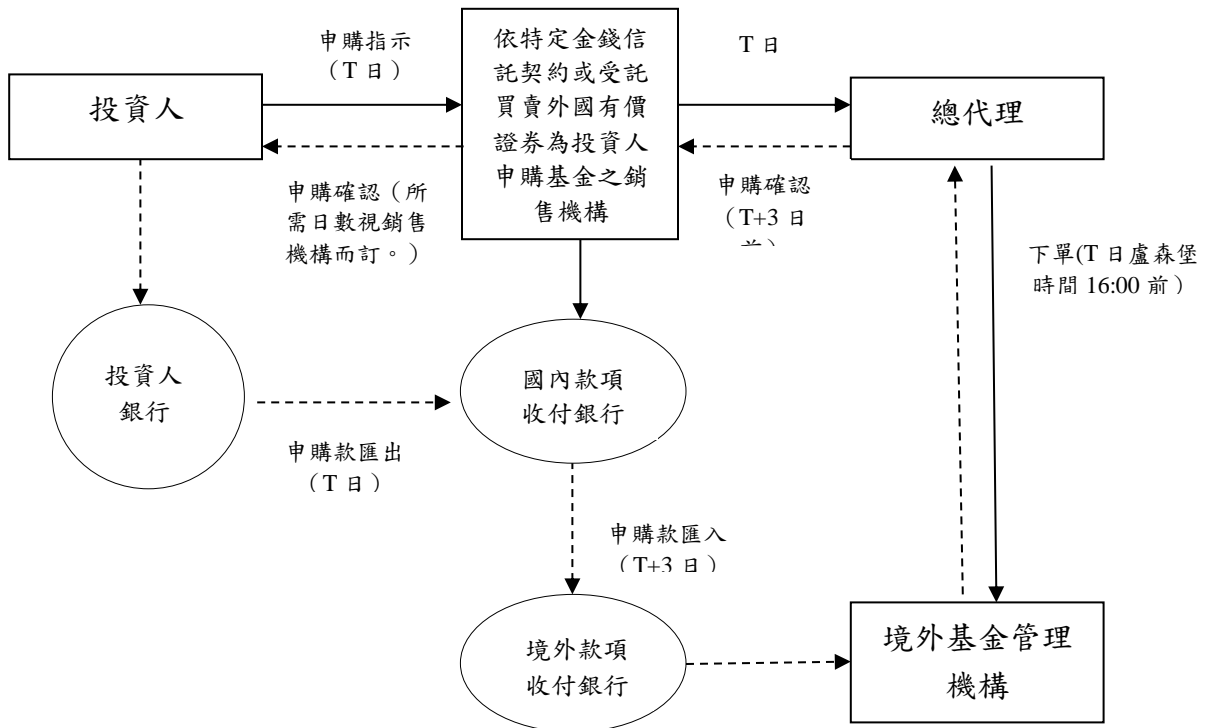 申購指示
（T 日）
依特定金錢信
託契約或受託
買賣外國有價
證券為投資人
申購基金之銷
售機構
T 日
投資人
總代理
申購確認（所
需日數視銷售
機構而訂。）
申購確認
（T+3 日
下單(T 日盧森堡
時間 16:00 前）
投資人
銀行
國內款項
收付銀行
申購款匯出
（T 日）
申購款匯入
（T+3 日）
境外款項
收付銀行
境外基金管理
機構